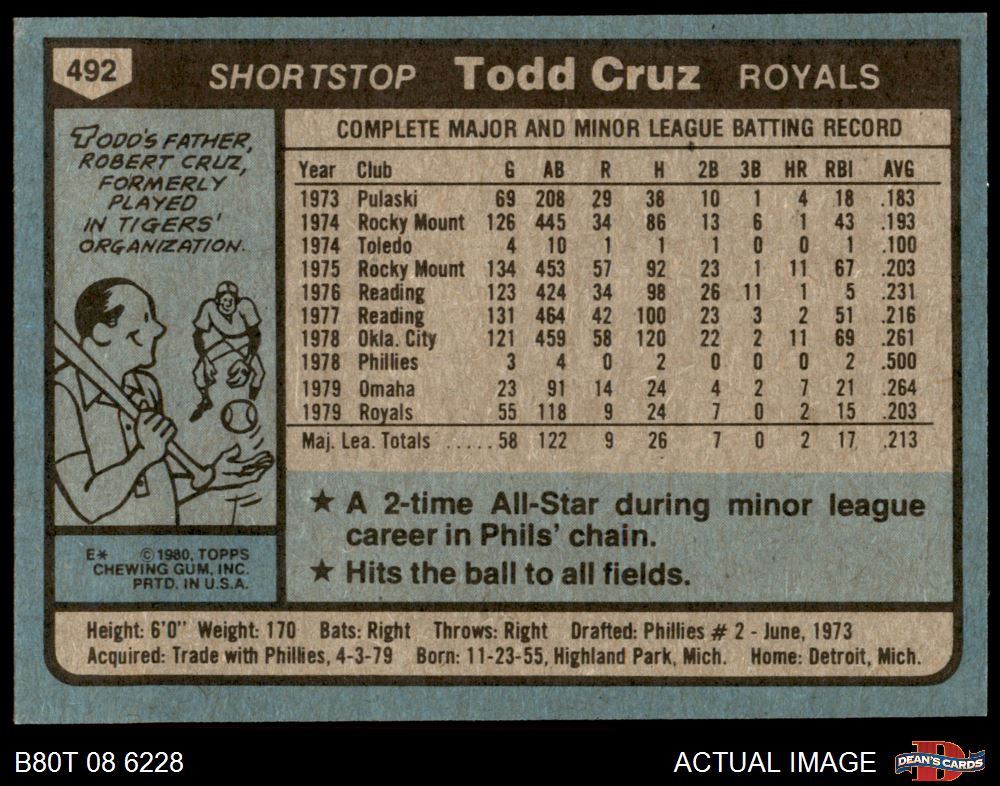 492 SHORTSTOP Todd Cruz ROYALS
TODD'S FATHER,
ROBERT CRUZ,
FORMERLY
PLAYED
IN TIGERS'
ORGANIZATION.
E* ©1980, TOPPS
CHEWING GUM, INC.
PRTD. IN U.S.A.
COMPLETE MAJOR AND MINOR LEAGUE BATTING RECORD
Year Club G AB R H 2B 3B HR RBI AVG
1973 Pulaski 69 208 29 38 10 1 4 18 .183
1974 Rocky Mount 126 445 34 86 13 6 1 43 .193
1974 Toledo 4 10 1 1 1 0 0 1 .100
1975 Rocky Mount 134 453 57 92 23 1 11 67 .203
1976 Reading 123 424 34 98 26 11 1 5 .231
1977 Reading 131 464 42 100 23 3 2 51 .216
1978 Okla. City 121 459 58 120 22 2 11 69 .261
1978 Phillies 3 4 0 2 0 0 0 2 .500
1979 Omaha 23 91 14 24 4 2 7 21 .264
1979 Royals 55 118 9 24 7 0 2 15 .203
Maj. Lea. Totals ..... 58 122 9 26 7 0 2 17 .213
★ A 2-time All-Star during minor league
career in Phils' chain.
★ Hits the ball to all fields.
Height: 6'0" Weight: 170 Bats: Right Throws: Right Drafted: Phillies # 2 - June, 1973
Acquired: Trade with Phillies, 4-3-79 Born: 11-23-55, Highland Park, Mich. Home: Detroit, Mich.
B80T 08 6228 ACTUAL IMAGE
D
DEAN'S CARDS